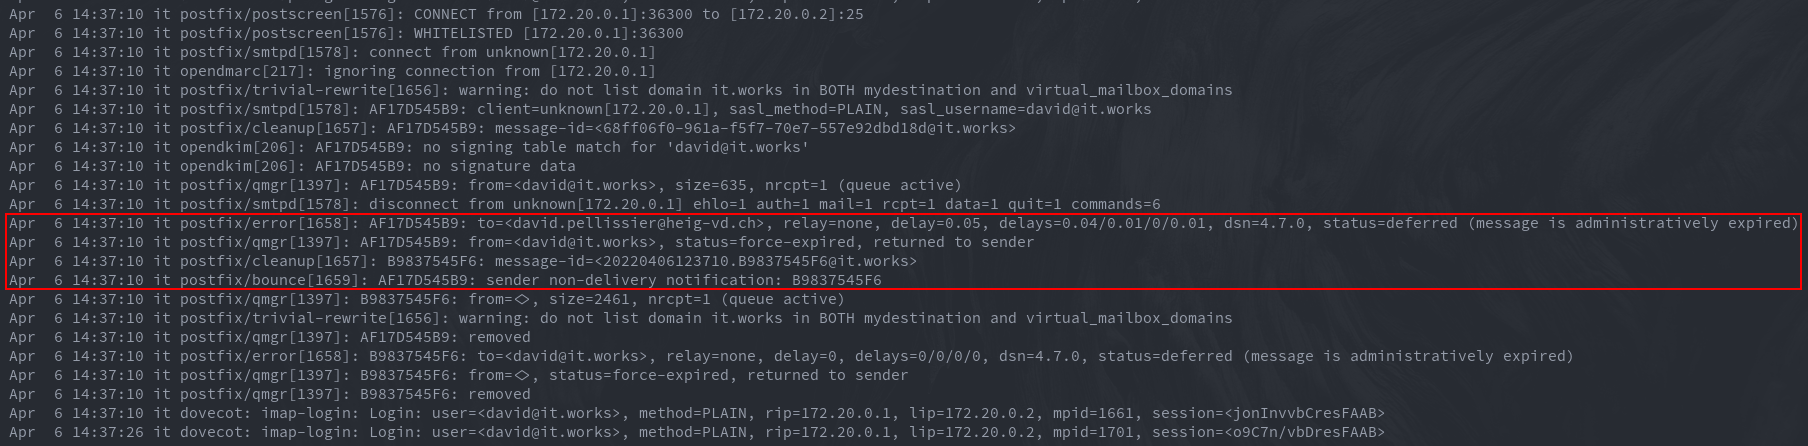 Apr  6 14:37:10 it postfix/postscreen[1576]: CONNECT from [172.20.0.1]:36300 to [172.20.0.2]:25
Apr  6 14:37:10 it postfix/postscreen[1576]: WHITELISTED [172.20.0.1]:36300
Apr  6 14:37:10 it postfix/smtpd[1578]: connect from unknown[172.20.0.1]
Apr  6 14:37:10 it opendmarc[217]: ignoring connection from [172.20.0.1]
Apr  6 14:37:10 it postfix/trivial-rewrite[1656]: warning: do not list domain it.works in BOTH mydestination and virtual_mailbox_domains
Apr  6 14:37:10 it postfix/smtpd[1578]: AF17D545B9: client=unknown[172.20.0.1], sasl_method=PLAIN, sasl_username=david@it.works
Apr  6 14:37:10 it postfix/cleanup[1657]: AF17D545B9: message-id=<68ff06f0-961a-f5f7-70e7-557e92dbd18d@it.works>
Apr  6 14:37:10 it opendkim[206]: AF17D545B9: no signing table match for 'david@it.works'
Apr  6 14:37:10 it opendkim[206]: AF17D545B9: no signature data
Apr  6 14:37:10 it postfix/qmgr[1397]: AF17D545B9: from=<david@it.works>, size=635, nrcpt=1 (queue active)
Apr  6 14:37:10 it postfix/smtpd[1578]: disconnect from unknown[172.20.0.1] ehlo=1 auth=1 mail=1 rcpt=1 data=1 quit=1 commands=6
Apr  6 14:37:10 it postfix/error[1658]: AF17D545B9: to=<david.pellissier@heig-vd.ch>, relay=none, delay=0.05, delays=0.04/0.01/0/0.01, dsn=4.7.0, status=deferred (message is administratively expired)
Apr  6 14:37:10 it postfix/qmgr[1397]: AF17D545B9: from=<david@it.works>, status=force-expired, returned to sender
Apr  6 14:37:10 it postfix/cleanup[1657]: B9837545F6: message-id=<20220406123710.B9837545F6@it.works>
Apr  6 14:37:10 it postfix/bounce[1659]: AF17D545B9: sender non-delivery notification: B9837545F6
Apr  6 14:37:10 it postfix/qmgr[1397]: B9837545F6: from=<>, size=2461, nrcpt=1 (queue active)
Apr  6 14:37:10 it postfix/trivial-rewrite[1656]: warning: do not list domain it.works in BOTH mydestination and virtual_mailbox_domains
Apr  6 14:37:10 it postfix/qmgr[1397]: AF17D545B9: removed
Apr  6 14:37:10 it postfix/error[1658]: B9837545F6: to=<david@it.works>, relay=none, delay=0, delays=0/0/0/0, dsn=4.7.0, status=deferred (message is administratively expired)
Apr  6 14:37:10 it postfix/qmgr[1397]: B9837545F6: from=<>, status=force-expired, returned to sender
Apr  6 14:37:10 it postfix/qmgr[1397]: B9837545F6: removed
Apr  6 14:37:10 it dovecot: imap-login: Login: user=<david@it.works>, method=PLAIN, rip=172.20.0.1, lip=172.20.0.2, mpid=1661, session=<jonInvvbCresFAAB>
Apr  6 14:37:26 it dovecot: imap-login: Login: user=<david@it.works>, method=PLAIN, rip=172.20.0.1, lip=172.20.0.2, mpid=1701, session=<o9C7n/vbDresFAAB>